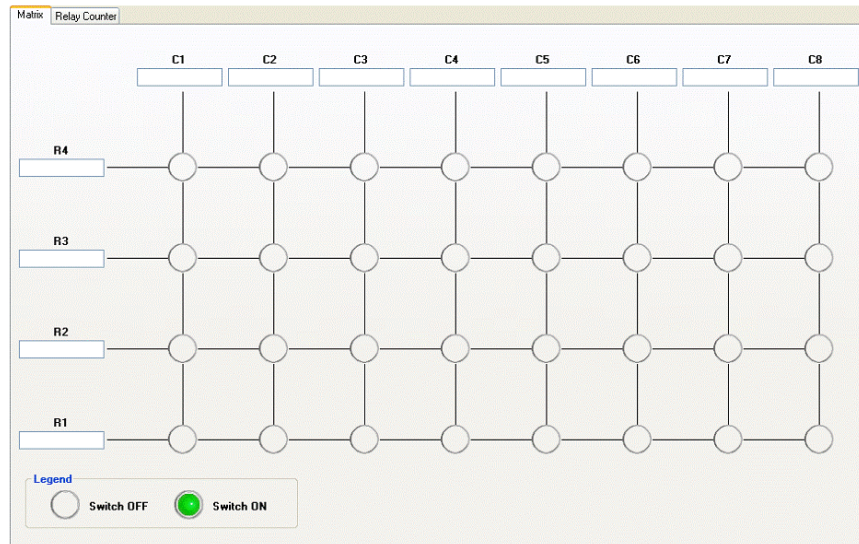 Matrix Relay Counter
C1 C2 C3 C4 C5 C6 C7 C8
R4
R3
R2
R1
Legend
Switch OFF Switch ON